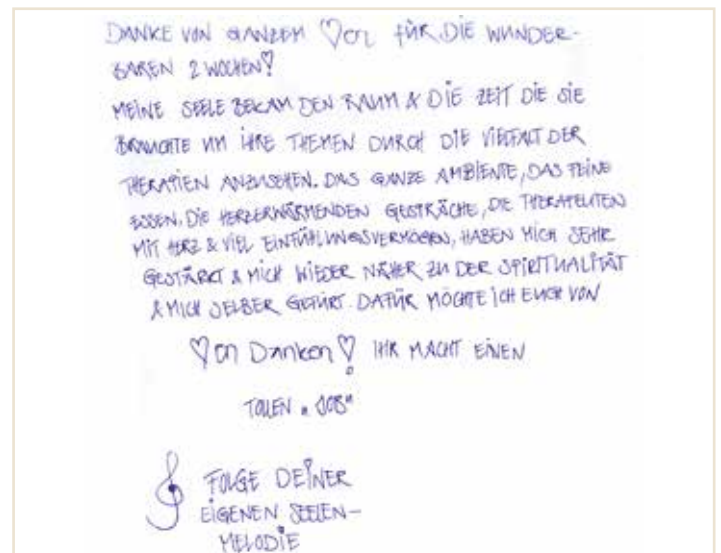 DANKE VON GANZEM ♡en FÜR DIE WUNDER-
BAREN 2 WOCHEN!
MEINE SEELE BEKAM DEN RAUM & DIE ZEIT DIE SIE
BRAUCHTE UM IHRE THEMEN DURCH DIE VIELFALT DER
THERAPIEN ANZUSEHEN. DAS GANZE AMBIENTE, DAS FEINE
ESSEN, DIE HERZERWÄRMENDEN GESPRÄCHE, DIE THERAPEUTEN
MIT HERZ & VIEL EINFÜHLUNGSVERMÖGEN, HABEN MICH SEHR
GESTÄRKT & MICH WIEDER NÄHER ZU DER SPIRITUALITÄT
& MICH SELBER GEFÜRT. DAFÜR MÖCHTE ICH EUCH VON
♡en Danken♡! IHR MACHT EINEN
TOLLEN „JOB"
FOLGE DEINER
EIGENEN SEELEN-
MELODIE